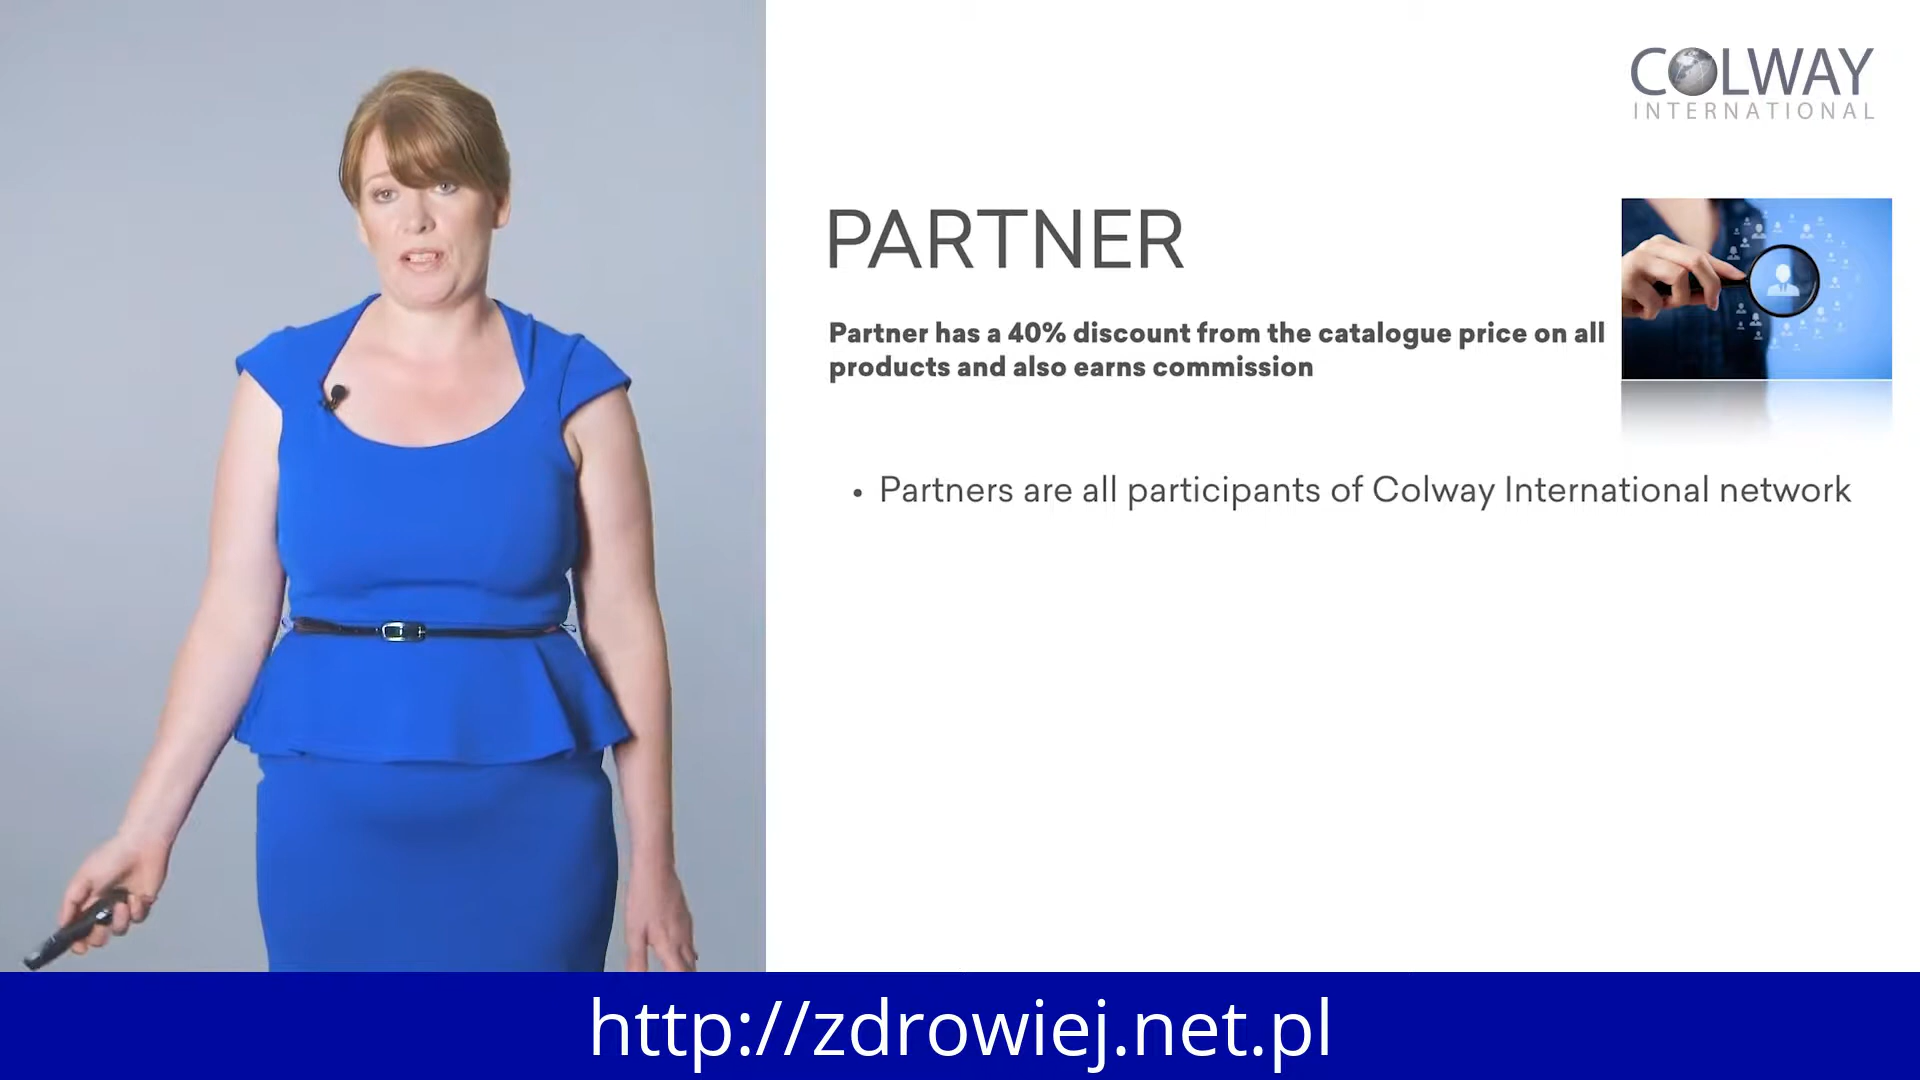 COLWAY
INTERNATIONAL
PARTNER
Partner has a 40% discount from the catalogue price on all
products and also earns commission
• Partners are all participants of Colway International network
http://zdrowiej.net.pl